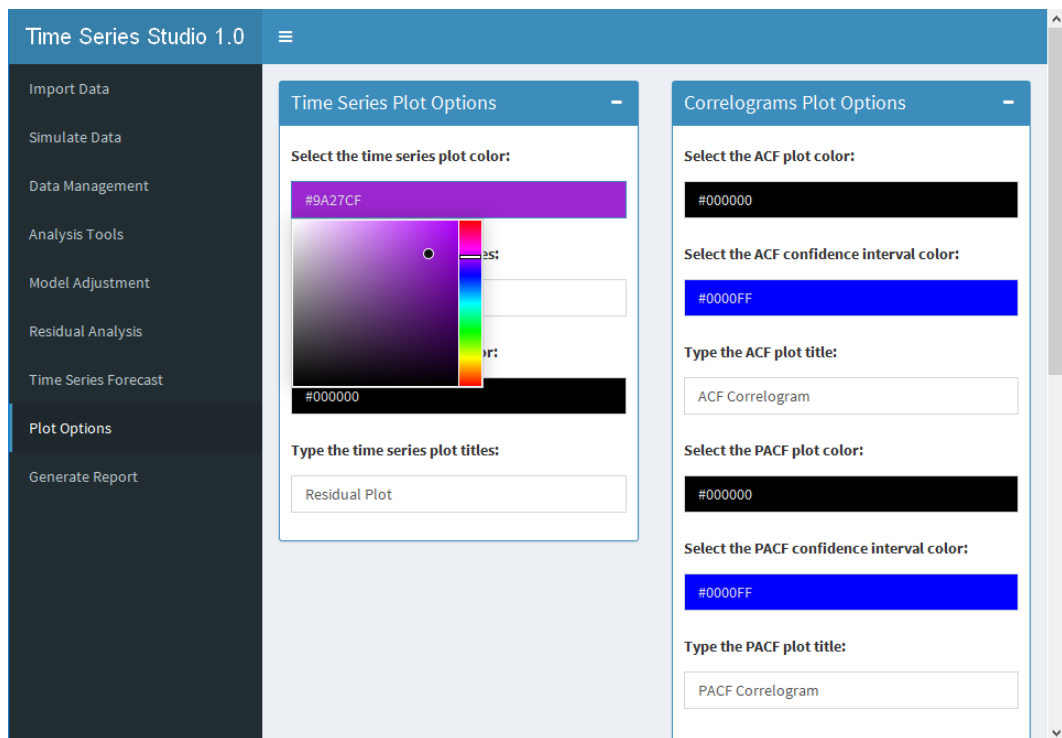 Time Series Studio 1.0
Import Data
Simulate Data
Data Management
Analysis Tools
Model Adjustment
Residual Analysis
Time Series Forecast
Plot Options
Generate Report
Time Series Plot Options
Select the time series plot color:
#9A27CF
es:
or:
#000000
Type the time series plot titles:
Residual Plot
Correlograms Plot Options
Select the ACF plot color:
#000000
Select the ACF confidence interval color:
#0000FF
Type the ACF plot title:
ACF Correlogram
Select the PACF plot color:
#000000
Select the PACF confidence interval color:
#0000FF
Type the PACF plot title:
PACF Correlogram